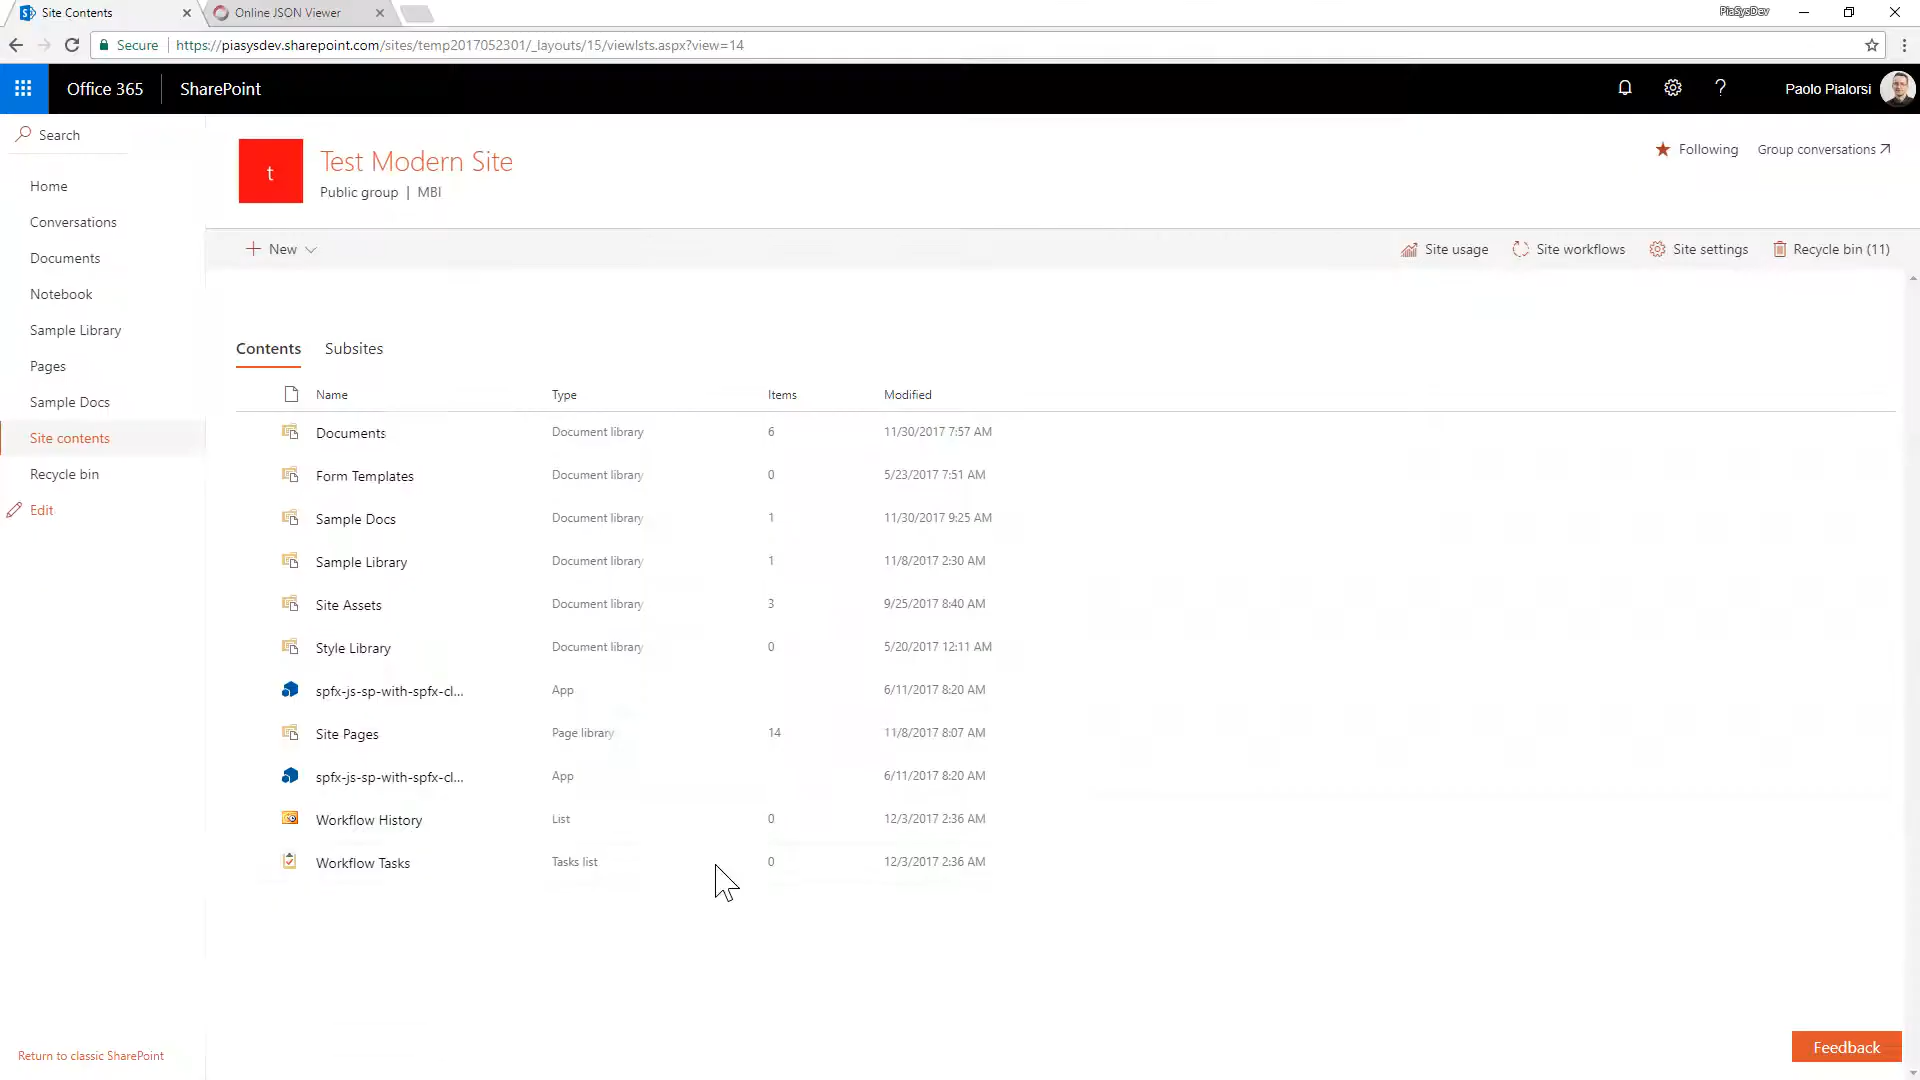 Site Contents
Online JSON Viewer
PiaSysDev
Secure
https://piasysdev.sharepoint.com/sites/temp2017052301/_layouts/15/viewlsts.aspx?view=14
Office 365
SharePoint
Paolo Pialorsi
Search
Home
Conversations
Documents
Notebook
Sample Library
Pages
Sample Docs
Site contents
Recycle bin
Edit
Return to classic SharePoint
t
Test Modern Site
Public group | MBI
Following
Group conversations
New
Site usage
Site workflows
Site settings
Recycle bin (11)
Contents
Subsites
Name Type Items Modified
Documents Document library 6 11/30/2017 7:57 AM
Form Templates Document library 0 5/23/2017 7:51 AM
Sample Docs Document library 1 11/30/2017 9:25 AM
Sample Library Document library 1 11/8/2017 2:30 AM
Site Assets Document library 3 9/25/2017 8:40 AM
Style Library Document library 0 5/20/2017 12:11 AM
spfx-js-sp-with-spfx-cl... App 6/11/2017 8:20 AM
Site Pages Page library 14 11/8/2017 8:07 AM
spfx-js-sp-with-spfx-cl... App 6/11/2017 8:20 AM
Workflow History List 0 12/3/2017 2:36 AM
Workflow Tasks Tasks list 0 12/3/2017 2:36 AM
Feedback